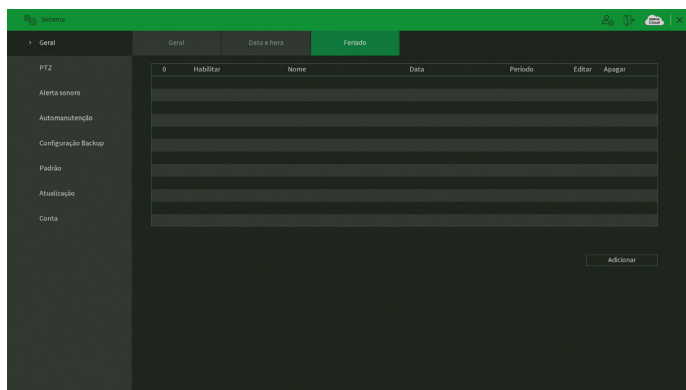 Sistema
Geral
PTZ
Alerta sonoro
Automanutenção
Configuração Backup
Padrão
Atualização
Conta
Geral Data e hora Feriado
0 Habilitar Nome Data Período Editar Apagar
Adicionar